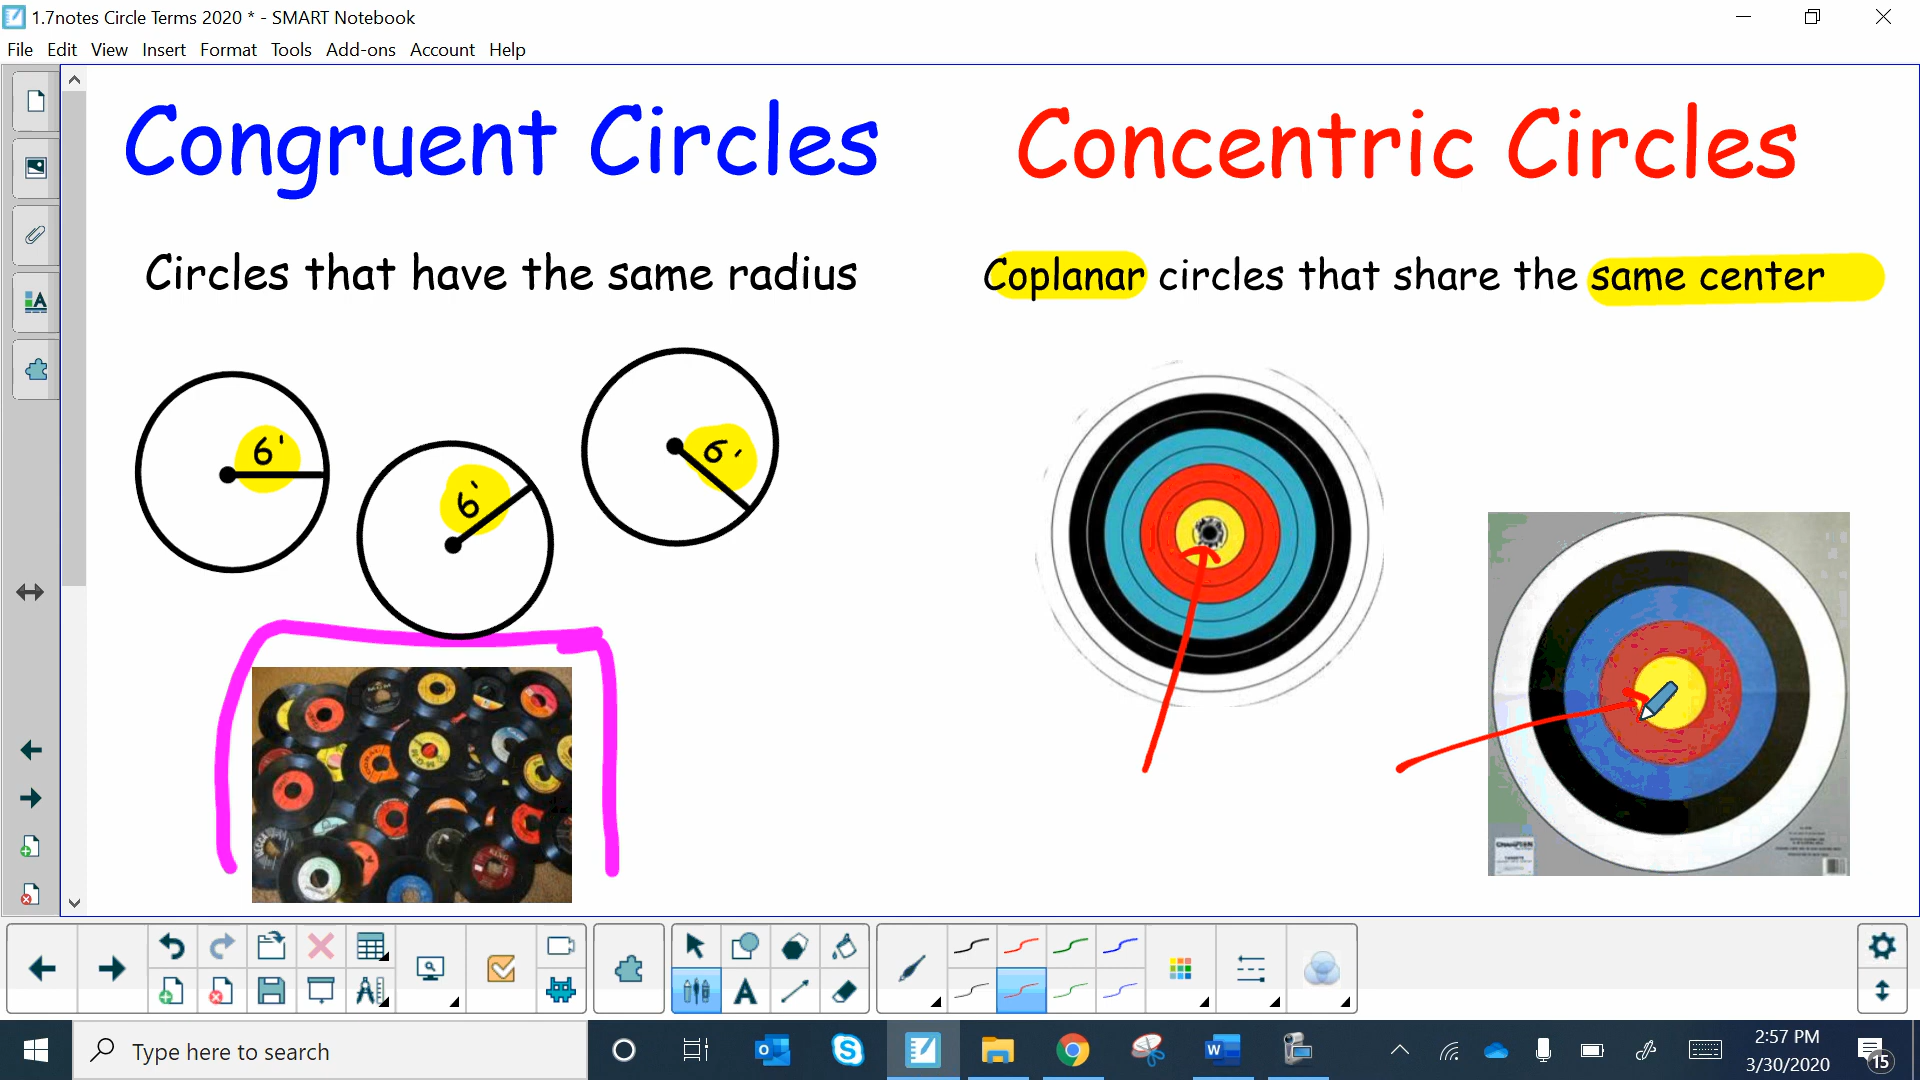 1.7notes Circle Terms 2020 * - SMART Notebook
File Edit View Insert Format Tools Add-ons Account Help
Congruent Circles
Concentric Circles
Circles that have the same radius
Coplanar circles that share the same center
6'
6'
6'
Type here to search
2:57 PM
3/30/2020
15